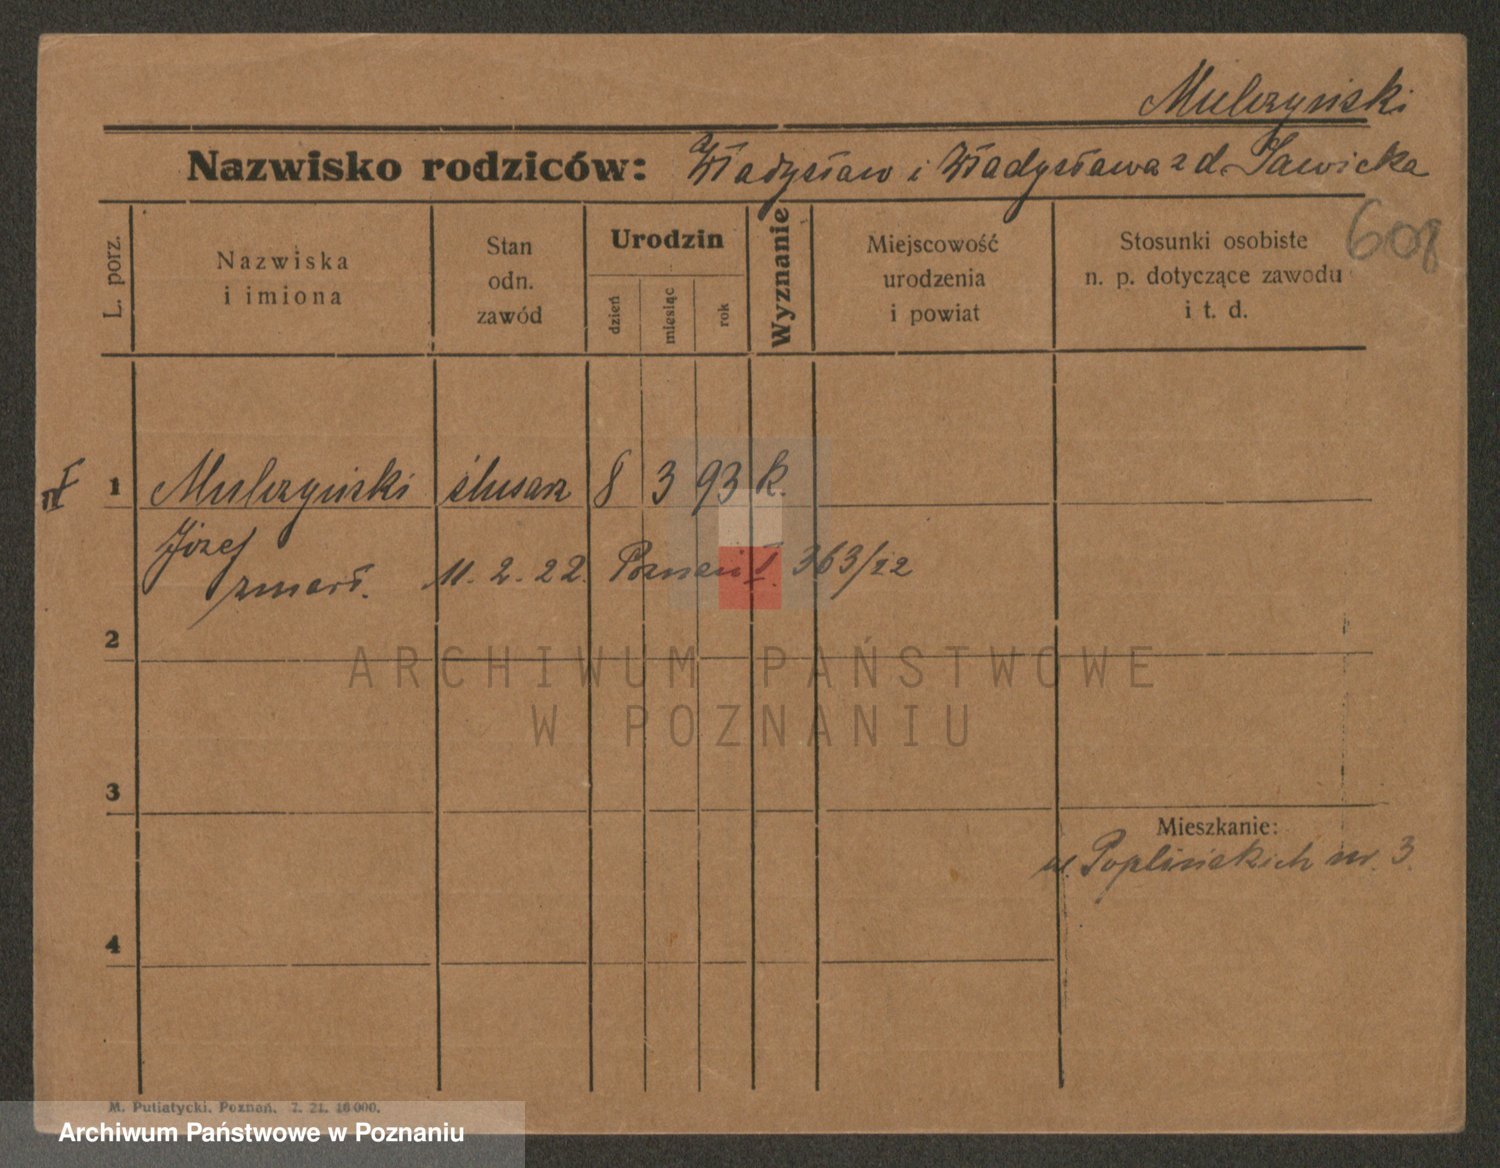 Mulczyński
Nazwisko rodziców: Władysław i Władysława z d. Sawicka
608
L. porz.
Nazwiska
i imiona
Stan
odn.
zawód
Urodzin
dzień
miesiąc
rok
Wyznanie
Miejscowość
urodzenia
i powiat
Stosunki osobiste
n. p. dotyczące zawodu
i t. d.
1 Mulczyński ślusarz 8 3 93 k.
Józef
zmarł. 11. 2. 22. Poznań I. 363/22
2
ARCHIWUM PAŃSTWOWE
W POZNANIU
3
Mieszkanie:
ul. Poplińskich nr. 3.
4
M. Putiatycki, Poznań. 7. 21. 16 000.
Archiwum Państwowe w Poznaniu